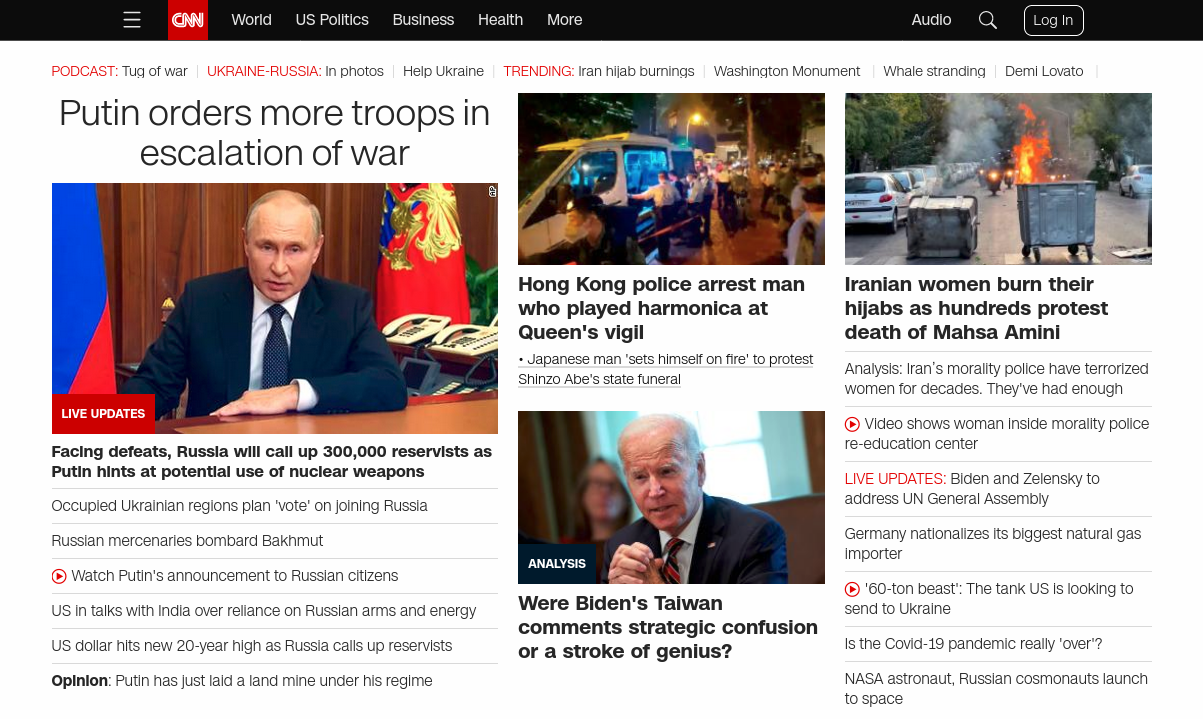 CNN World US Politics Business Health More Audio Log In
PODCAST: Tug of war UKRAINE-RUSSIA: In photos Help Ukraine TRENDING: Iran hijab burnings Washington Monument Whale stranding Demi Lovato
Putin orders more troops in
escalation of war
AP
LIVE UPDATES
Facing defeats, Russia will call up 300,000 reservists as
Putin hints at potential use of nuclear weapons
Occupied Ukrainian regions plan 'vote' on joining Russia
Russian mercenaries bombard Bakhmut
Watch Putin's announcement to Russian citizens
US in talks with India over reliance on Russian arms and energy
US dollar hits new 20-year high as Russia calls up reservists
Opinion: Putin has just laid a land mine under his regime
Hong Kong police arrest man
who played harmonica at
Queen's vigil
• Japanese man 'sets himself on fire' to protest
Shinzo Abe's state funeral
ANALYSIS
Were Biden's Taiwan
comments strategic confusion
or a stroke of genius?
Iranian women burn their
hijabs as hundreds protest
death of Mahsa Amini
Analysis: Iran's morality police have terrorized
women for decades. They've had enough
Video shows woman inside morality police
re-education center
LIVE UPDATES: Biden and Zelensky to
address UN General Assembly
Germany nationalizes its biggest natural gas
importer
'60-ton beast': The tank US is looking to
send to Ukraine
Is the Covid-19 pandemic really 'over'?
NASA astronaut, Russian cosmonauts launch
to space